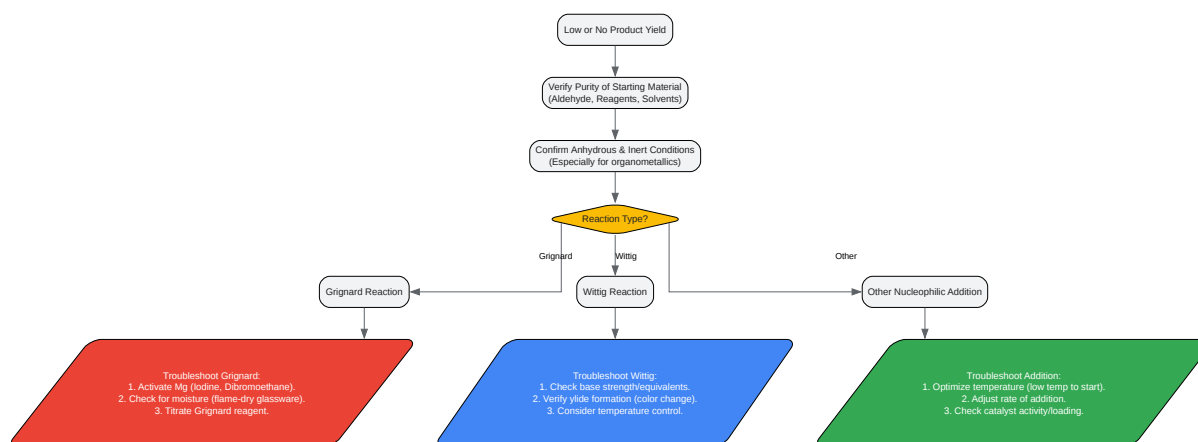 Low or No Product Yield
Verify Purity of Starting Material
(Aldehyde, Reagents, Solvents)
Confirm Anhydrous & Inert Conditions
(Especially for organometallics)
Reaction Type?
Grignard
Wittig
Other
Grignard Reaction
Wittig Reaction
Other Nucleophilic Addition
Troubleshoot Grignard:
1. Activate Mg (Iodine, Dibromoethane).
2. Check for moisture (flame-dry glassware).
3. Titrate Grignard reagent.
Troubleshoot Wittig:
1. Check base strength/equivalents.
2. Verify ylide formation (color change).
3. Consider temperature control.
Troubleshoot Addition:
1. Optimize temperature (low temp to start).
2. Adjust rate of addition.
3. Check catalyst activity/loading.